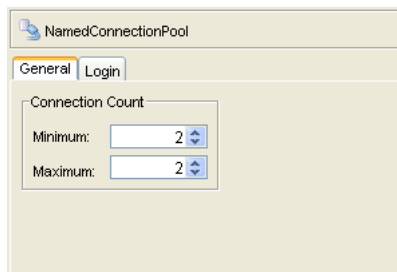 NamedConnectionPool
General Login
Connection Count
Minimum: 2
Maximum: 2